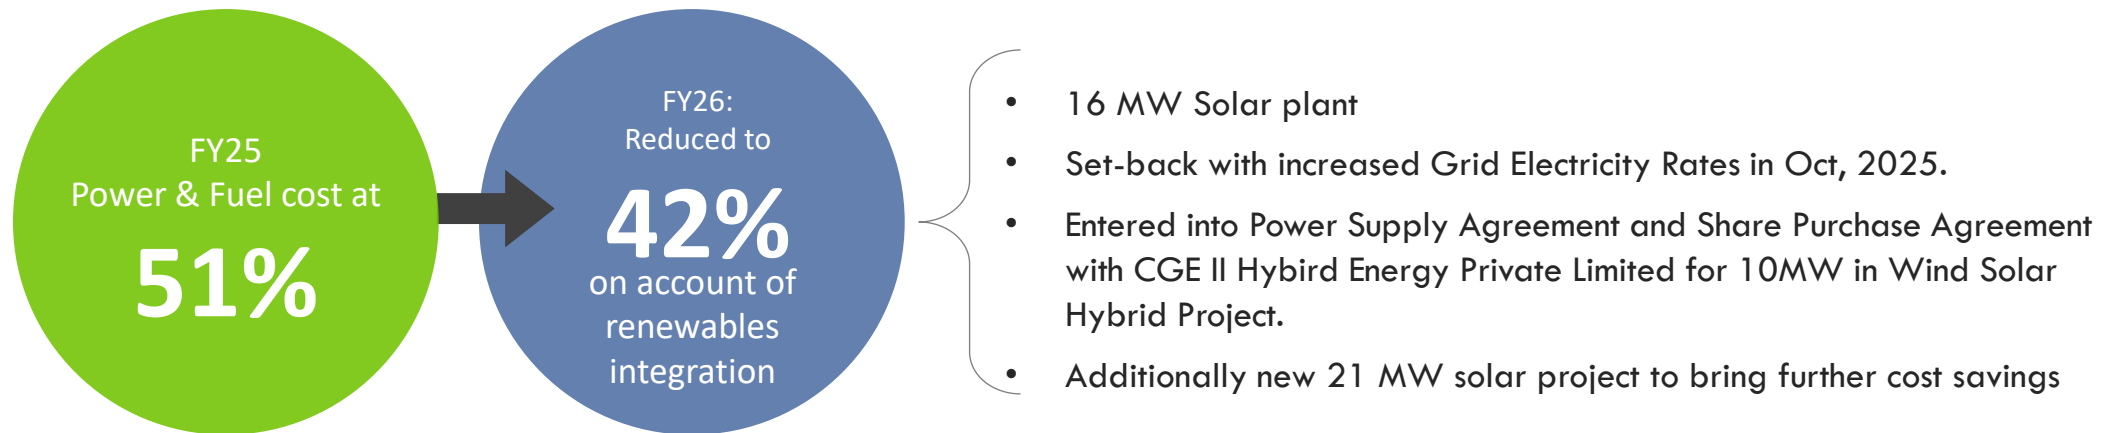 FY25
Power & Fuel cost at
51%
FY26:
Reduced to
42%
on account of
renewables
integration
• 16 MW Solar plant
• Set-back with increased Grid Electricity Rates in Oct, 2025.
• Entered into Power Supply Agreement and Share Purchase Agreement
with CGE II Hybird Energy Private Limited for 10MW in Wind Solar
Hybrid Project.
• Additionally new 21 MW solar project to bring further cost savings